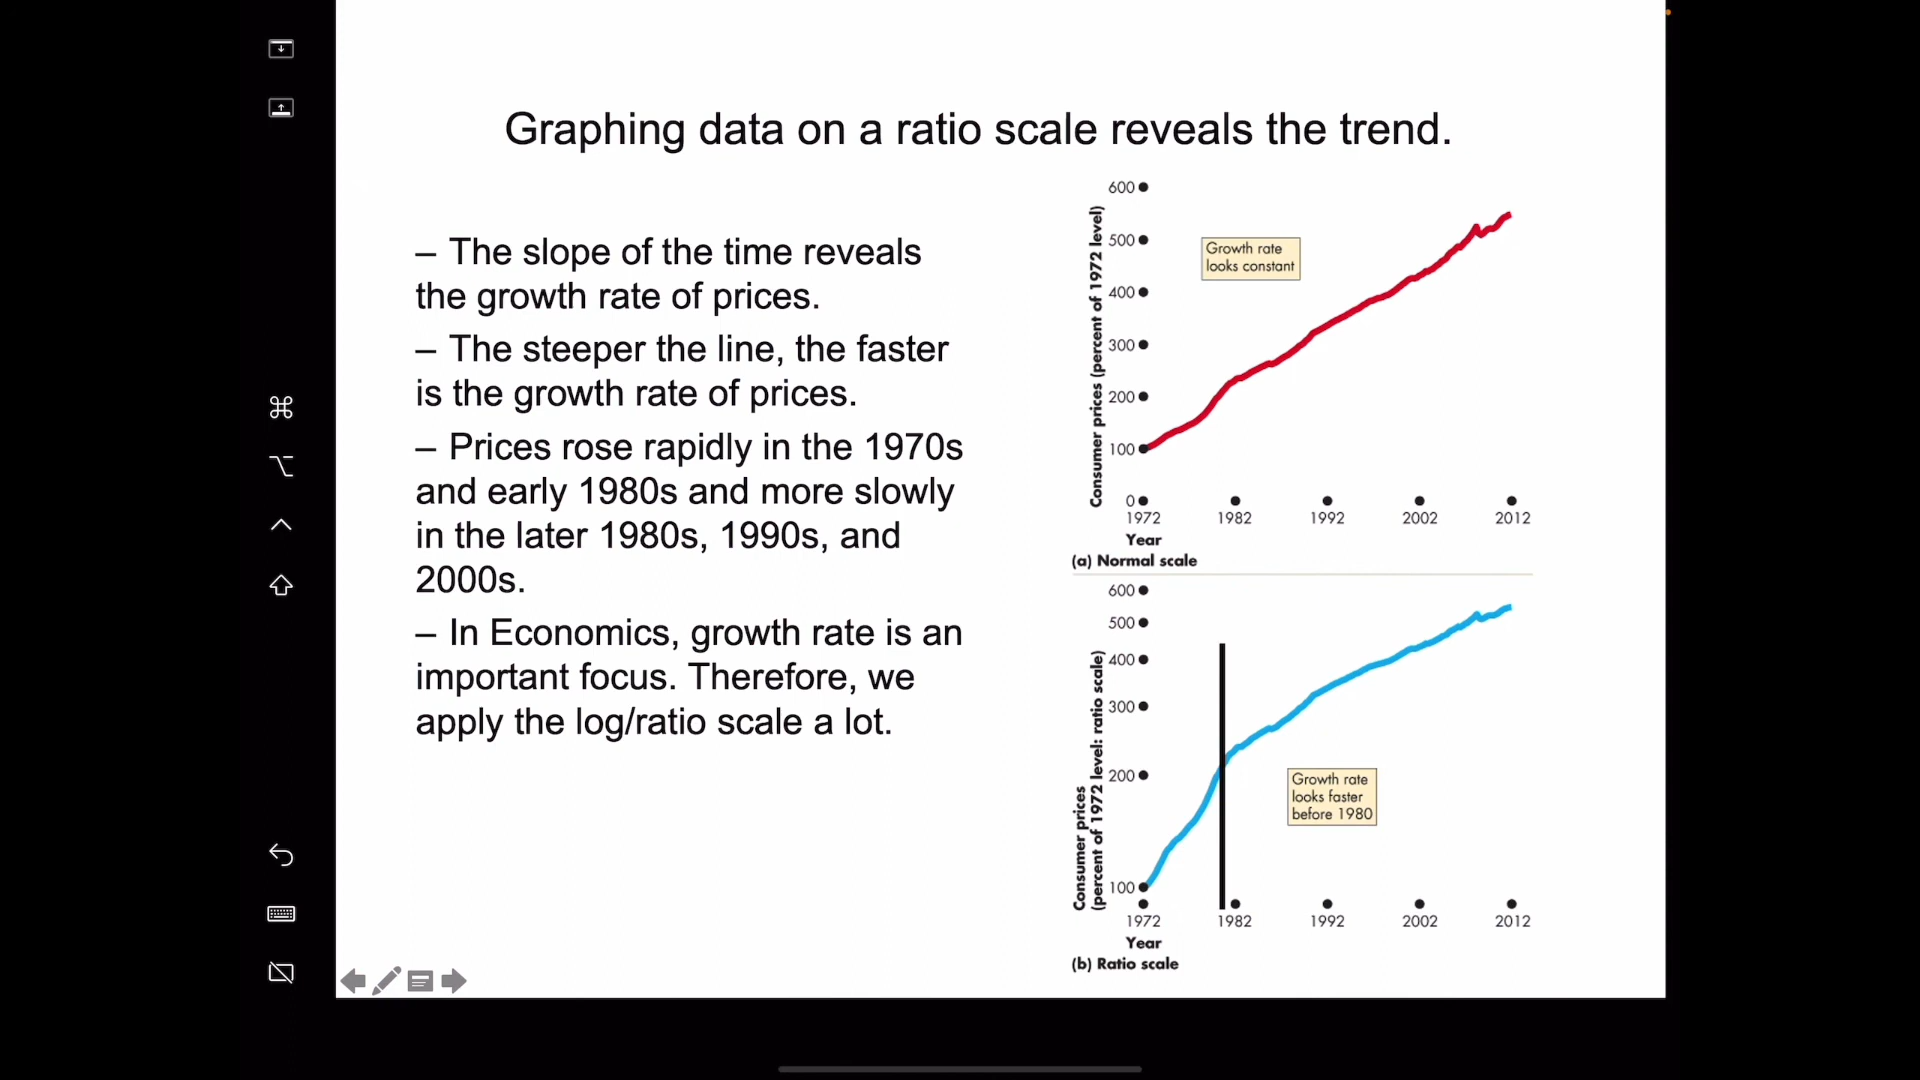 Graphing data on a ratio scale reveals the trend.
– The slope of the time reveals
the growth rate of prices.
– The steeper the line, the faster
is the growth rate of prices.
– Prices rose rapidly in the 1970s
and early 1980s and more slowly
in the later 1980s, 1990s, and
2000s.
– In Economics, growth rate is an
important focus. Therefore, we
apply the log/ratio scale a lot.
Consumer prices (percent of 1972 level)
600
500
400
300
200
100
0
Growth rate
looks constant
1972 1982 1992 2002 2012
Year
(a) Normal scale
Consumer prices
(percent of 1972 level: ratio scale)
600
500
400
300
200
100
Growth rate
looks faster
before 1980
1972 1982 1992 2002 2012
Year
(b) Ratio scale